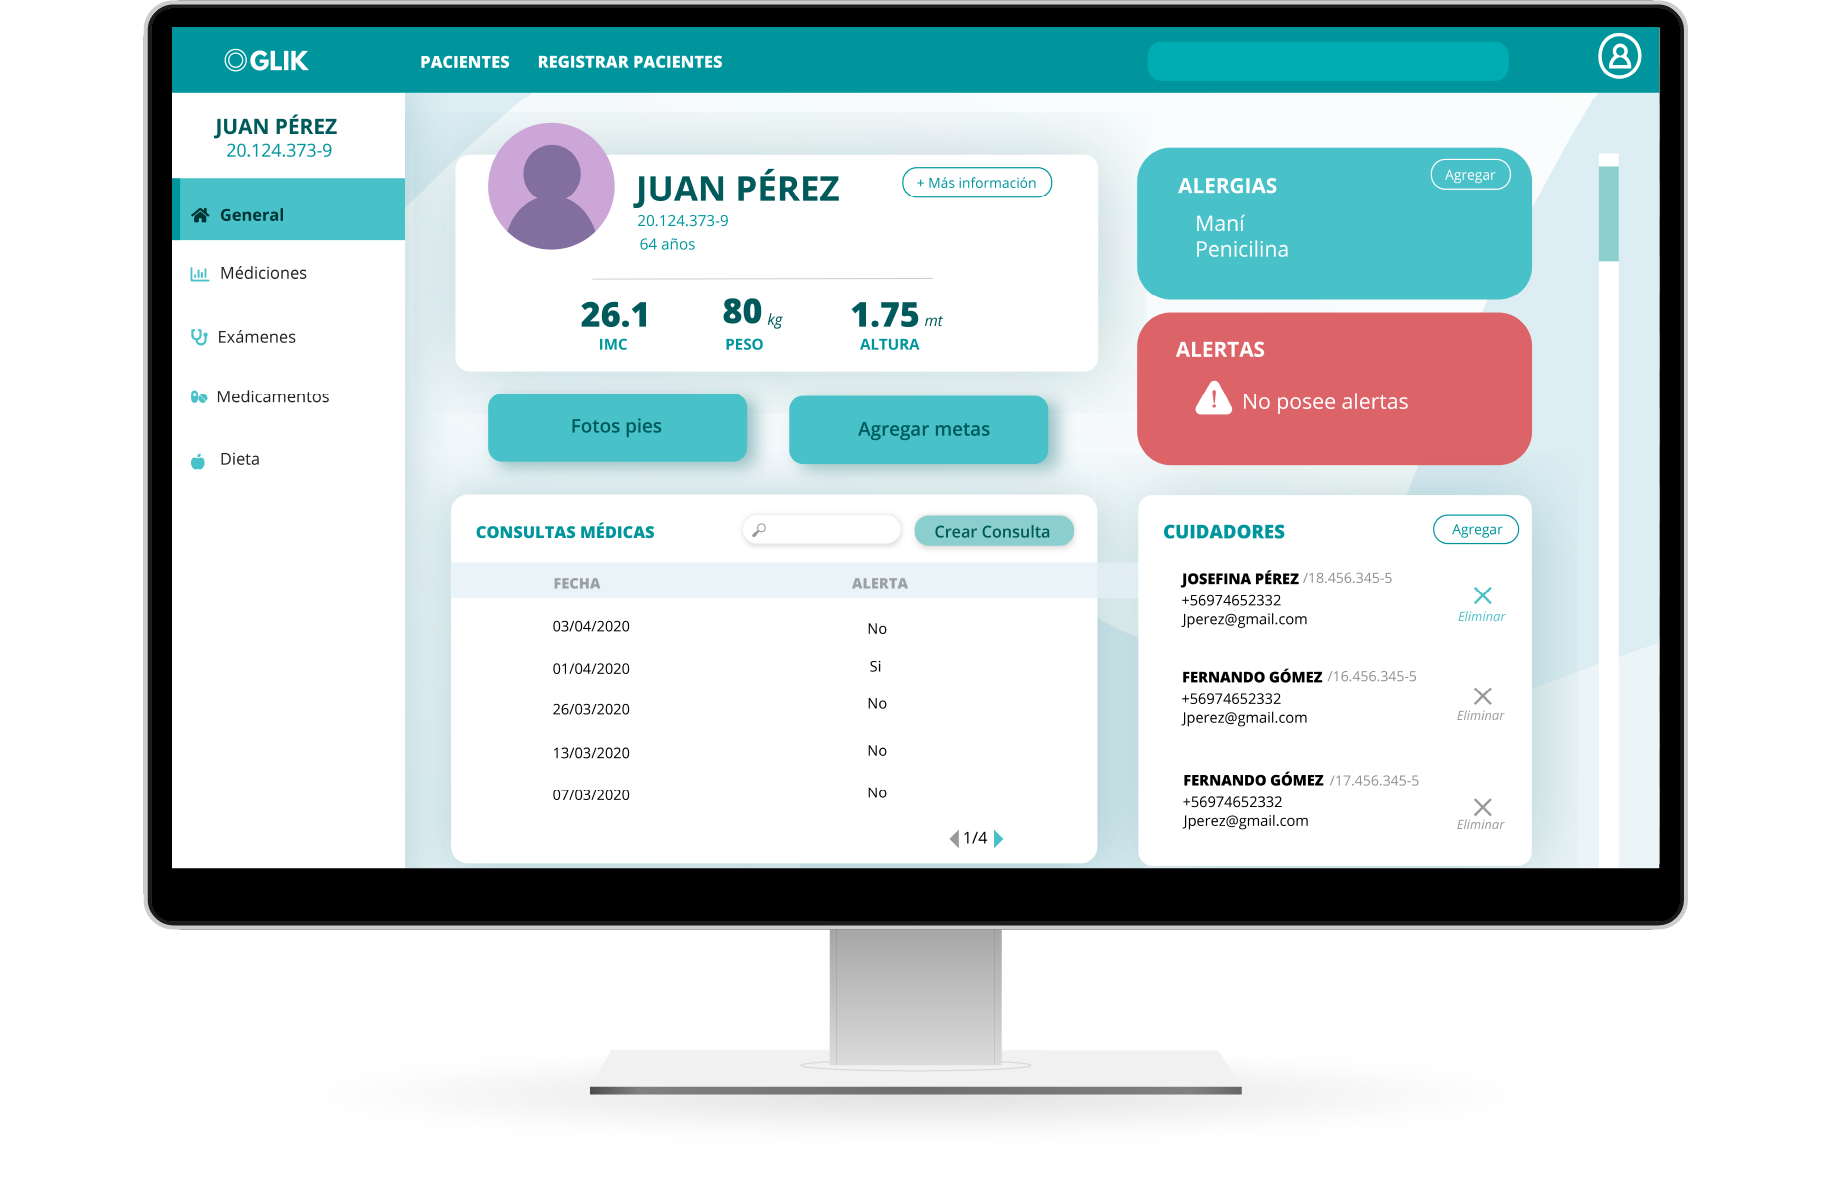 GLIK
PACIENTES
REGISTRAR PACIENTES
JUAN PÉREZ
20.124.373-9
General
Médiciones
Exámenes
Medicamentos
Dieta
JUAN PÉREZ
20.124.373-9
64 años
+ Más información
26.1
IMC
80 kg
PESO
1.75 mt
ALTURA
Fotos pies
Agregar metas
ALERGIAS
Agregar
Maní
Penicilina
ALERTAS
No posee alertas
CONSULTAS MÉDICAS
Crear Consulta
FECHA ALERTA
03/04/2020 No
01/04/2020 Si
26/03/2020 No
13/03/2020 No
07/03/2020 No
1/4
CUIDADORES
Agregar
JOSEFINA PÉREZ /18.456.345-5
+56974652332
Jperez@gmail.com
Eliminar
FERNANDO GÓMEZ /16.456.345-5
+56974652332
Jperez@gmail.com
Eliminar
FERNANDO GÓMEZ /17.456.345-5
+56974652332
Jperez@gmail.com
Eliminar